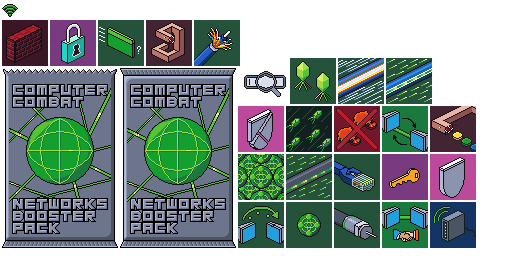 ?
COMPUTER
COMBAT
NETWORKS
BOOSTER
PACK
COMPUTER
COMBAT
NETWORKS
BOOSTER
PACK